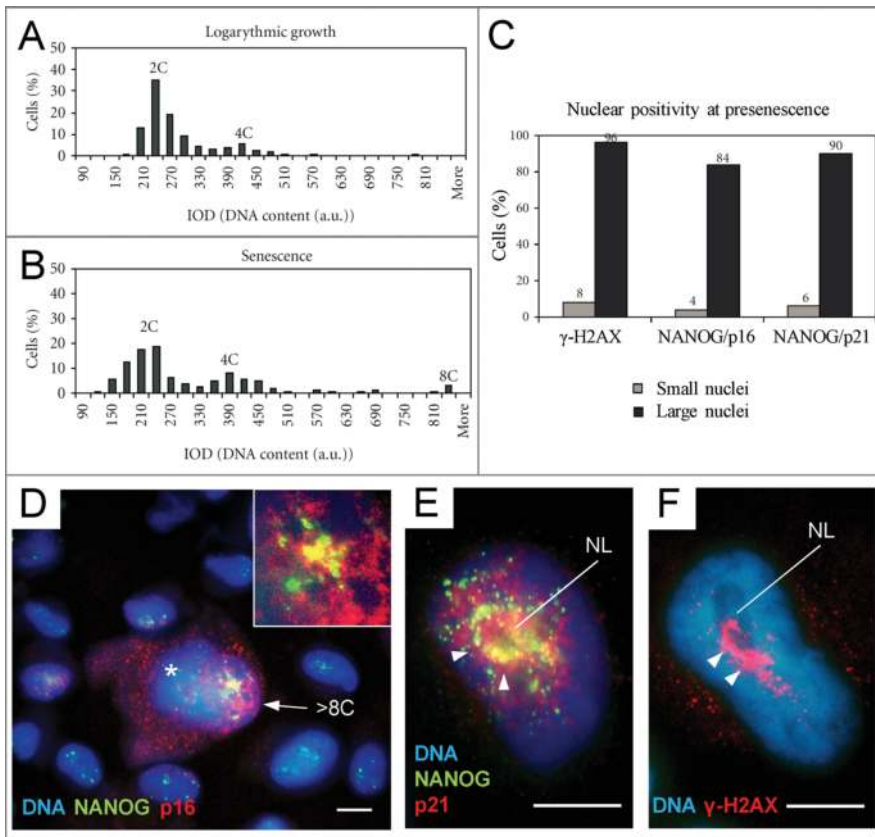 A
Logarythmic growth
Cells (%)
50
40
30
20
10
0
2C
4C
90
150
210
270
330
390
450
510
570
630
690
750
810
More
IOD (DNA content (a.u.))
B
Senescence
Cells (%)
50
40
30
20
10
0
2C
4C
8C
90
150
210
270
330
390
450
510
570
630
690
750
810
More
IOD (DNA content (a.u.))
C
Nuclear positivity at presenescence
Cells (%)
100
80
60
40
20
0
8
96
4
84
6
90
γ-H2AX
NANOG/p16
NANOG/p21
Small nuclei
Large nuclei
D
*
>8C
DNA NANOG p16
E
NL
DNA
NANOG
p21
F
NL
DNA γ-H2AX